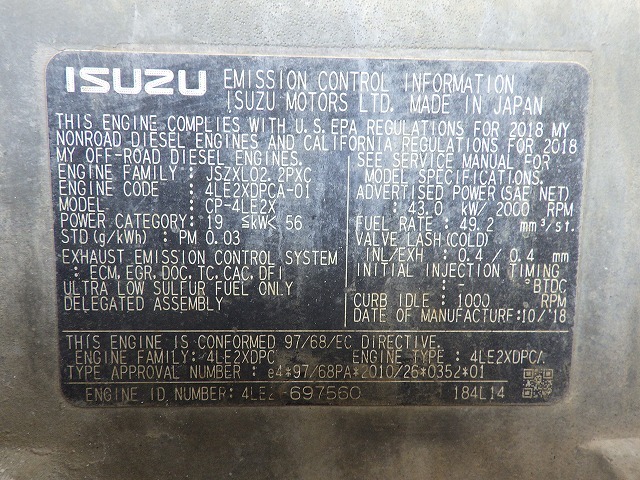 ISUZU EMISSION CONTROL INFORMATION
ISUZU MOTORS LTD. MADE IN JAPAN
THIS ENGINE COMPLIES WITH U.S.EPA REGULATIONS FOR 2018 MY
NONROAD DIESEL ENGINES AND CALIFORNIA REGULATIONS FOR 2018
MY OFF-ROAD DIESEL ENGINES.
ENGINE FAMILY : JSZXL02.2PXC
ENGINE CODE : 4LE2XDPCA-01
MODEL : CP-4LE2X
POWER CATEGORY: 19 ≤kW< 56
STD (g/kWh) : PM 0.03
EXHAUST EMISSION CONTROL SYSTEM
: ECM, EGR, DOC, TC, CAC, DFI
ULTRA LOW SULFUR FUEL ONLY
DELEGATED ASSEMBLY
SEE SERVICE MANUAL FOR
MODEL SPECIFICATIONS.
ADVERTISED POWER(SAE NET)
: 43.0 kW/ 2000 RPM
FUEL RATE: 49.2 mm³/st.
VALVE LASH(COLD)
INL/EXH : 0.4 / 0.4 mm
INITIAL INJECTION TIMING
: - °BTDC
CURB IDLE : 1000 RPM
DATE OF MANUFACTURE:10/'18
THIS ENGINE IS CONFORMED 97/68/EC DIRECTIVE.
ENGINE FAMILY: 4LE2XDPC ENGINE TYPE : 4LE2XDPCA
TYPE APPROVAL NUMBER : e4*97/68PA*2010/26*0352*01
ENGINE ID NUMBER: 4LE2-697560 184L14